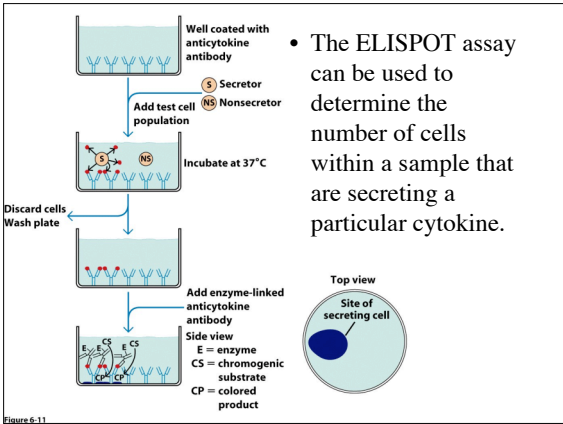 Well coated with
anticytokine
antibody
S Secretor
NS Nonsecretor
Add test cell
population
S
NS
Incubate at 37°C
Discard cells
Wash plate
Add enzyme-linked
anticytokine
antibody
E CS E CS
CP CP
Side view
E = enzyme
CS = chromogenic
substrate
CP = colored
product
Figure 6-11
• The ELISPOT assay
can be used to
determine the
number of cells
within a sample that
are secreting a
particular cytokine.
Top view
Site of
secreting cell